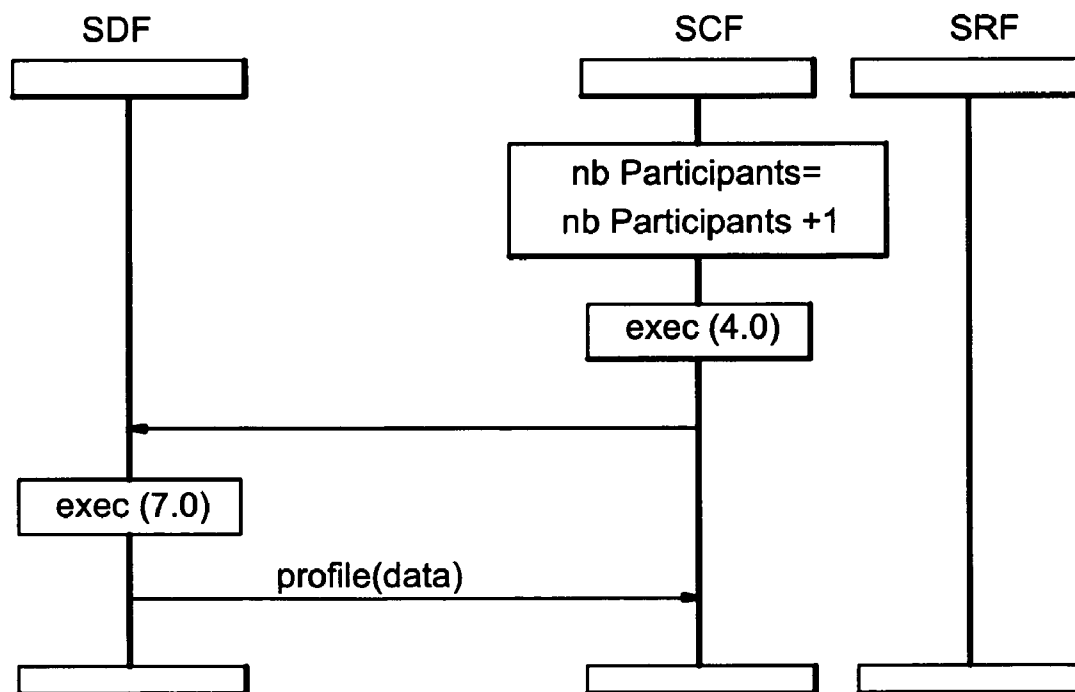 SDF
SCF
SRF
nb Participants=
nb Participants +1
exec (4.0)
exec (7.0)
profile(data)